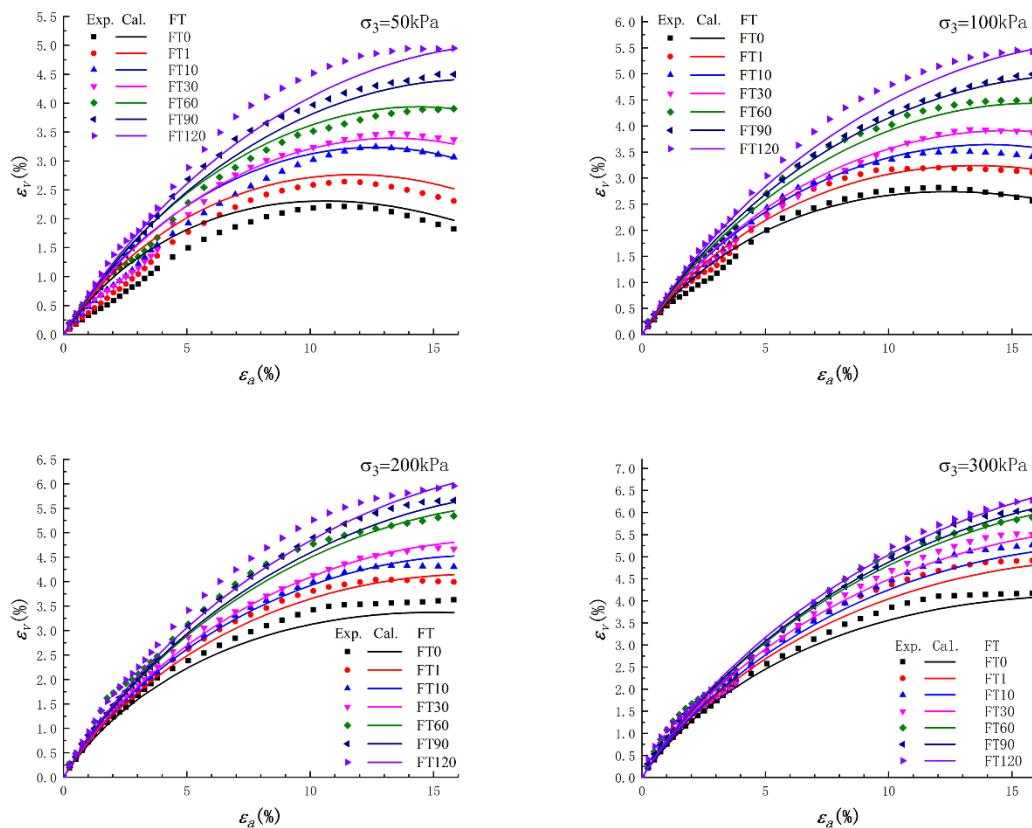 σ₃=50kPa
Exp. Cal. FT
FT0
FT1
FT10
FT30
FT60
FT90
FT120
5.5
5.0
4.5
4.0
3.5
3.0
2.5
2.0
1.5
1.0
0.5
0.0
0 5 10 15
εᵥ(%)
εₐ(%)
σ₃=100kPa
Exp. Cal. FT
FT0
FT1
FT10
FT30
FT60
FT90
FT120
6.0
5.5
5.0
4.5
4.0
3.5
3.0
2.5
2.0
1.5
1.0
0.5
0.0
0 5 10 15
εᵥ(%)
εₐ(%)
σ₃=200kPa
6.5
6.0
5.5
5.0
4.5
4.0
3.5
3.0
2.5
2.0
1.5
1.0
0.5
0.0
Exp. Cal. FT
FT0
FT1
FT10
FT30
FT60
FT90
FT120
0 5 10 15
εᵥ(%)
εₐ(%)
σ₃=300kPa
7.0
6.5
6.0
5.5
5.0
4.5
4.0
3.5
3.0
2.5
2.0
1.5
1.0
0.5
0.0
Exp. Cal. FT
FT0
FT1
FT10
FT30
FT60
FT90
FT120
0 5 10 15
εᵥ(%)
εₐ(%)